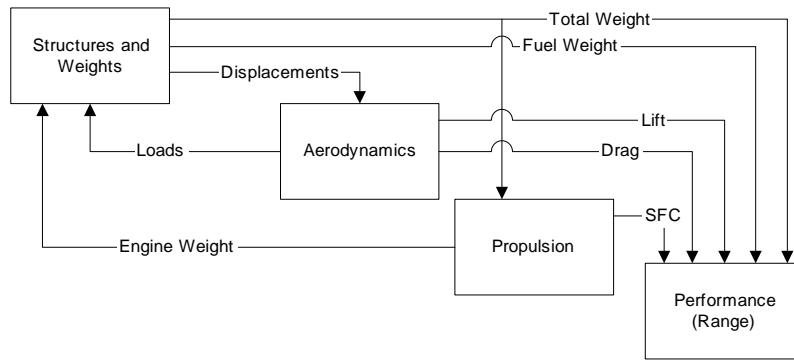 Total Weight
Structures and
Weights
Fuel Weight
Displacements
Lift
Loads
Aerodynamics
Drag
SFC
Engine Weight
Propulsion
Performance
(Range)